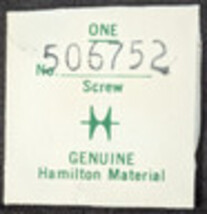 ONE
No. 506752
Screw
GENUINE
Hamilton Material